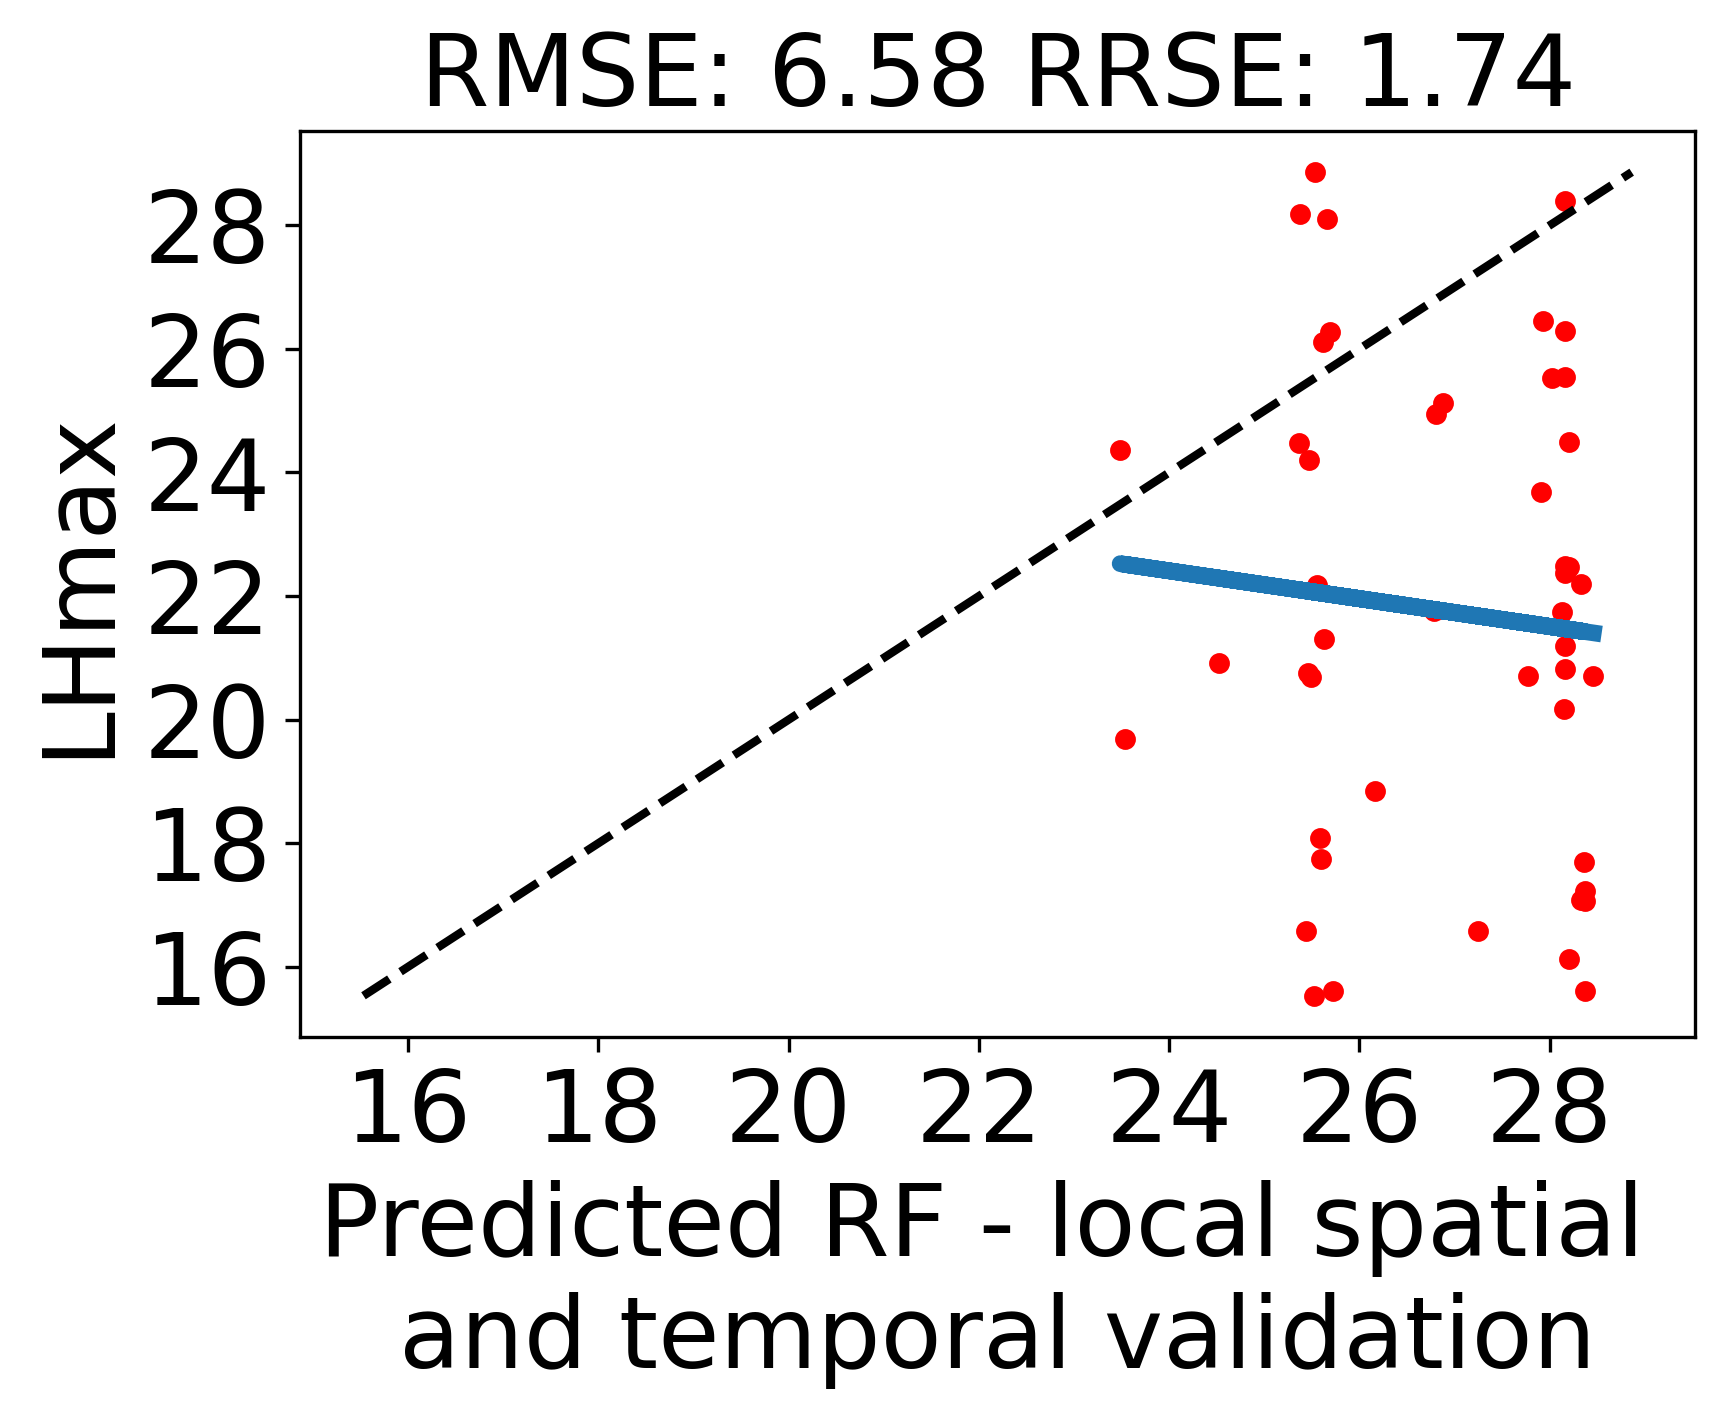 RMSE: 6.58 RRSE: 1.74
LHmax
28
26
24
22
20
18
16
16 18 20 22 24 26 28
Predicted RF - local spatial
and temporal validation